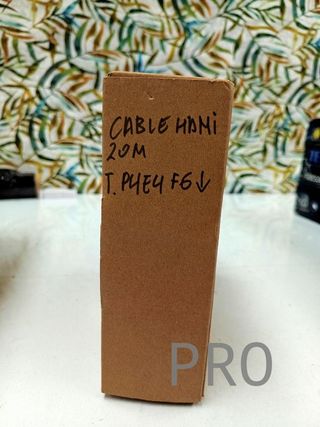 CABLE HDMi
20M
T. P4E4 F6↓
PRO